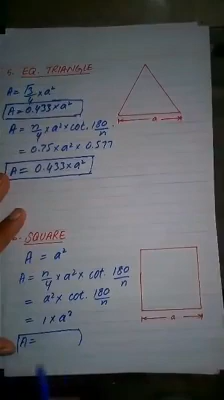 5. EQ. TRIANGLE
A = √3/4 × a²
A = 0.433 × a²
A = n/4 × a² × cot. 180/n
= 0.75 × a² × 0.577
A = 0.433 × a²
a
SQUARE
A = a²
A = n/4 × a² × cot 180/n
= a² × cot 180/n
= 1 × a²
A =
a